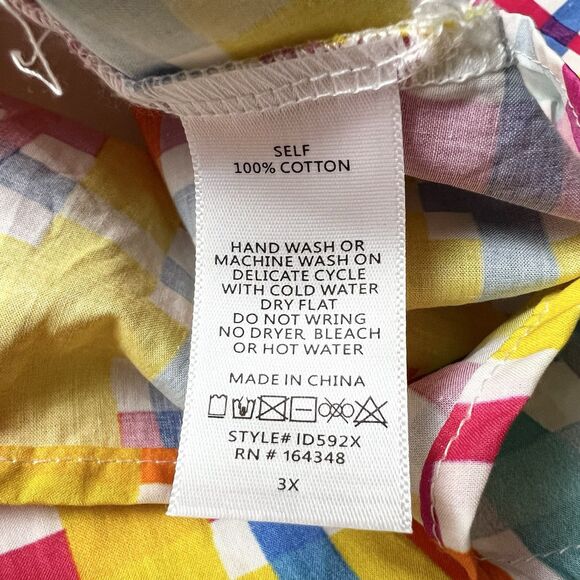 SELF
100% COTTON
HAND WASH OR
MACHINE WASH ON
DELICATE CYCLE
WITH COLD WATER
DRY FLAT
DO NOT WRING
NO DRYER, BLEACH
OR HOT WATER
MADE IN CHINA
STYLE# ID592X
RN # 164348
3X